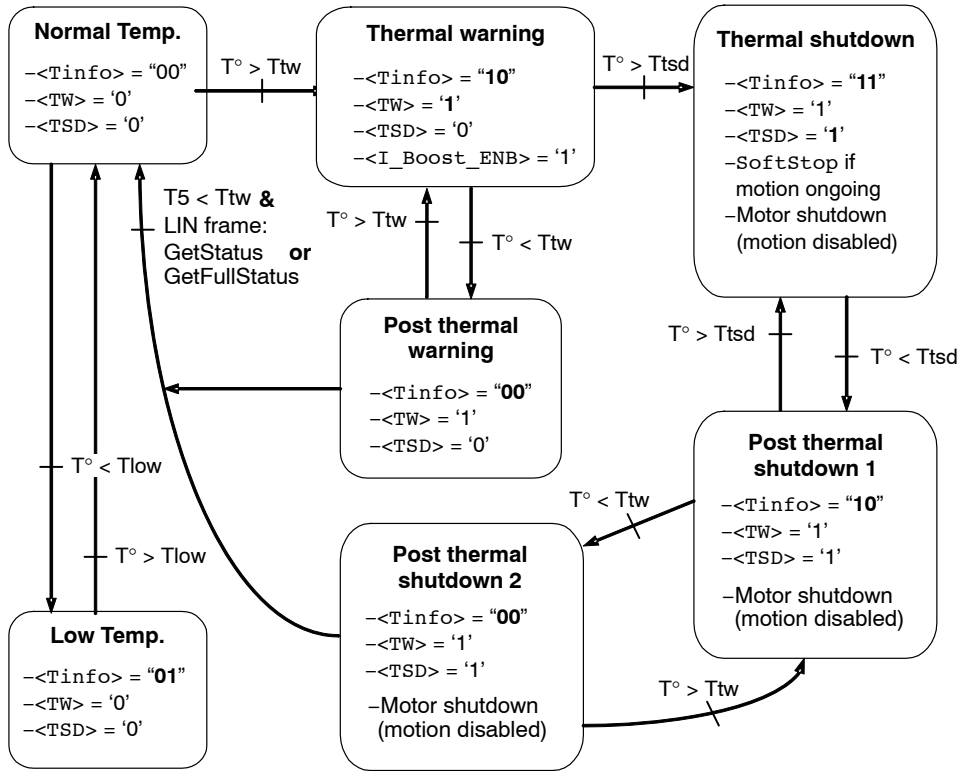 Normal Temp.
–<Tinfo> = “00”
–<TW> = ‘0’
–<TSD> = ‘0’
T° > Ttw
Thermal warning
–<Tinfo> = “10”
–<TW> = ‘1’
–<TSD> = ‘0’
–<I_Boost_ENB> = ‘1’
T° > Ttsd
Thermal shutdown
–<Tinfo> = “11”
–<TW> = ‘1’
–<TSD> = ‘1’
–SoftStop if
motion ongoing
–Motor shutdown
(motion disabled)
T5 < Ttw &
LIN frame:
GetStatus or
GetFullStatus
T° > Ttw
T° < Ttw
Post thermal
warning
–<Tinfo> = “00”
–<TW> = ‘1’
–<TSD> = ‘0’
T° > Ttsd
T° < Ttsd
Post thermal
shutdown 1
–<Tinfo> = “10”
–<TW> = ‘1’
–<TSD> = ‘1’
–Motor shutdown
(motion disabled)
T° < Ttw
Post thermal
shutdown 2
–<Tinfo> = “00”
–<TW> = ‘1’
–<TSD> = ‘1’
–Motor shutdown
(motion disabled)
T° > Ttw
T° < Tlow
T° > Tlow
Low Temp.
–<Tinfo> = “01”
–<TW> = ‘0’
–<TSD> = ‘0’